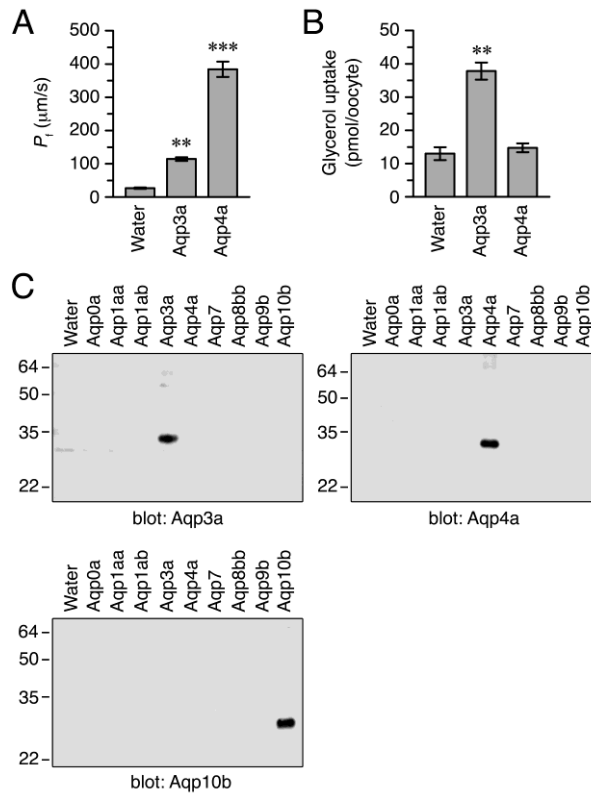 A
500
400
300
200
100
0
Pf (μm/s)
**
***
Water
Aqp3a
Aqp4a
B
50
40
30
20
10
0
Glycerol uptake
(pmol/oocyte)
**
Water
Aqp3a
Aqp4a
C
Water
Aqp0a
Aqp1aa
Aqp1ab
Aqp3a
Aqp4a
Aqp7
Aqp8bb
Aqp9b
Aqp10b
64
50
35
22
blot: Aqp3a
Water
Aqp0a
Aqp1aa
Aqp1ab
Aqp3a
Aqp4a
Aqp7
Aqp8bb
Aqp9b
Aqp10b
64
50
35
22
blot: Aqp4a
Water
Aqp0a
Aqp1aa
Aqp1ab
Aqp3a
Aqp4a
Aqp7
Aqp8bb
Aqp9b
Aqp10b
64
50
35
22
blot: Aqp10b